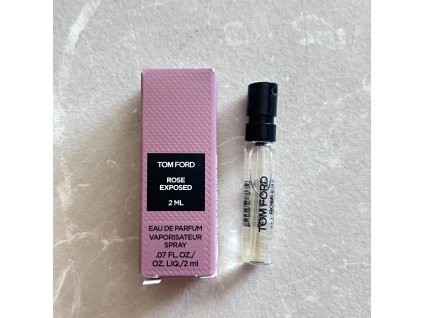 TOM FORD
ROSE
EXPOSED
2 ML
EAU DE PARFUM
VAPORISATEUR
SPRAY
.07 FL.OZ./
OZ. LIQ./2 ml
TOM FORD